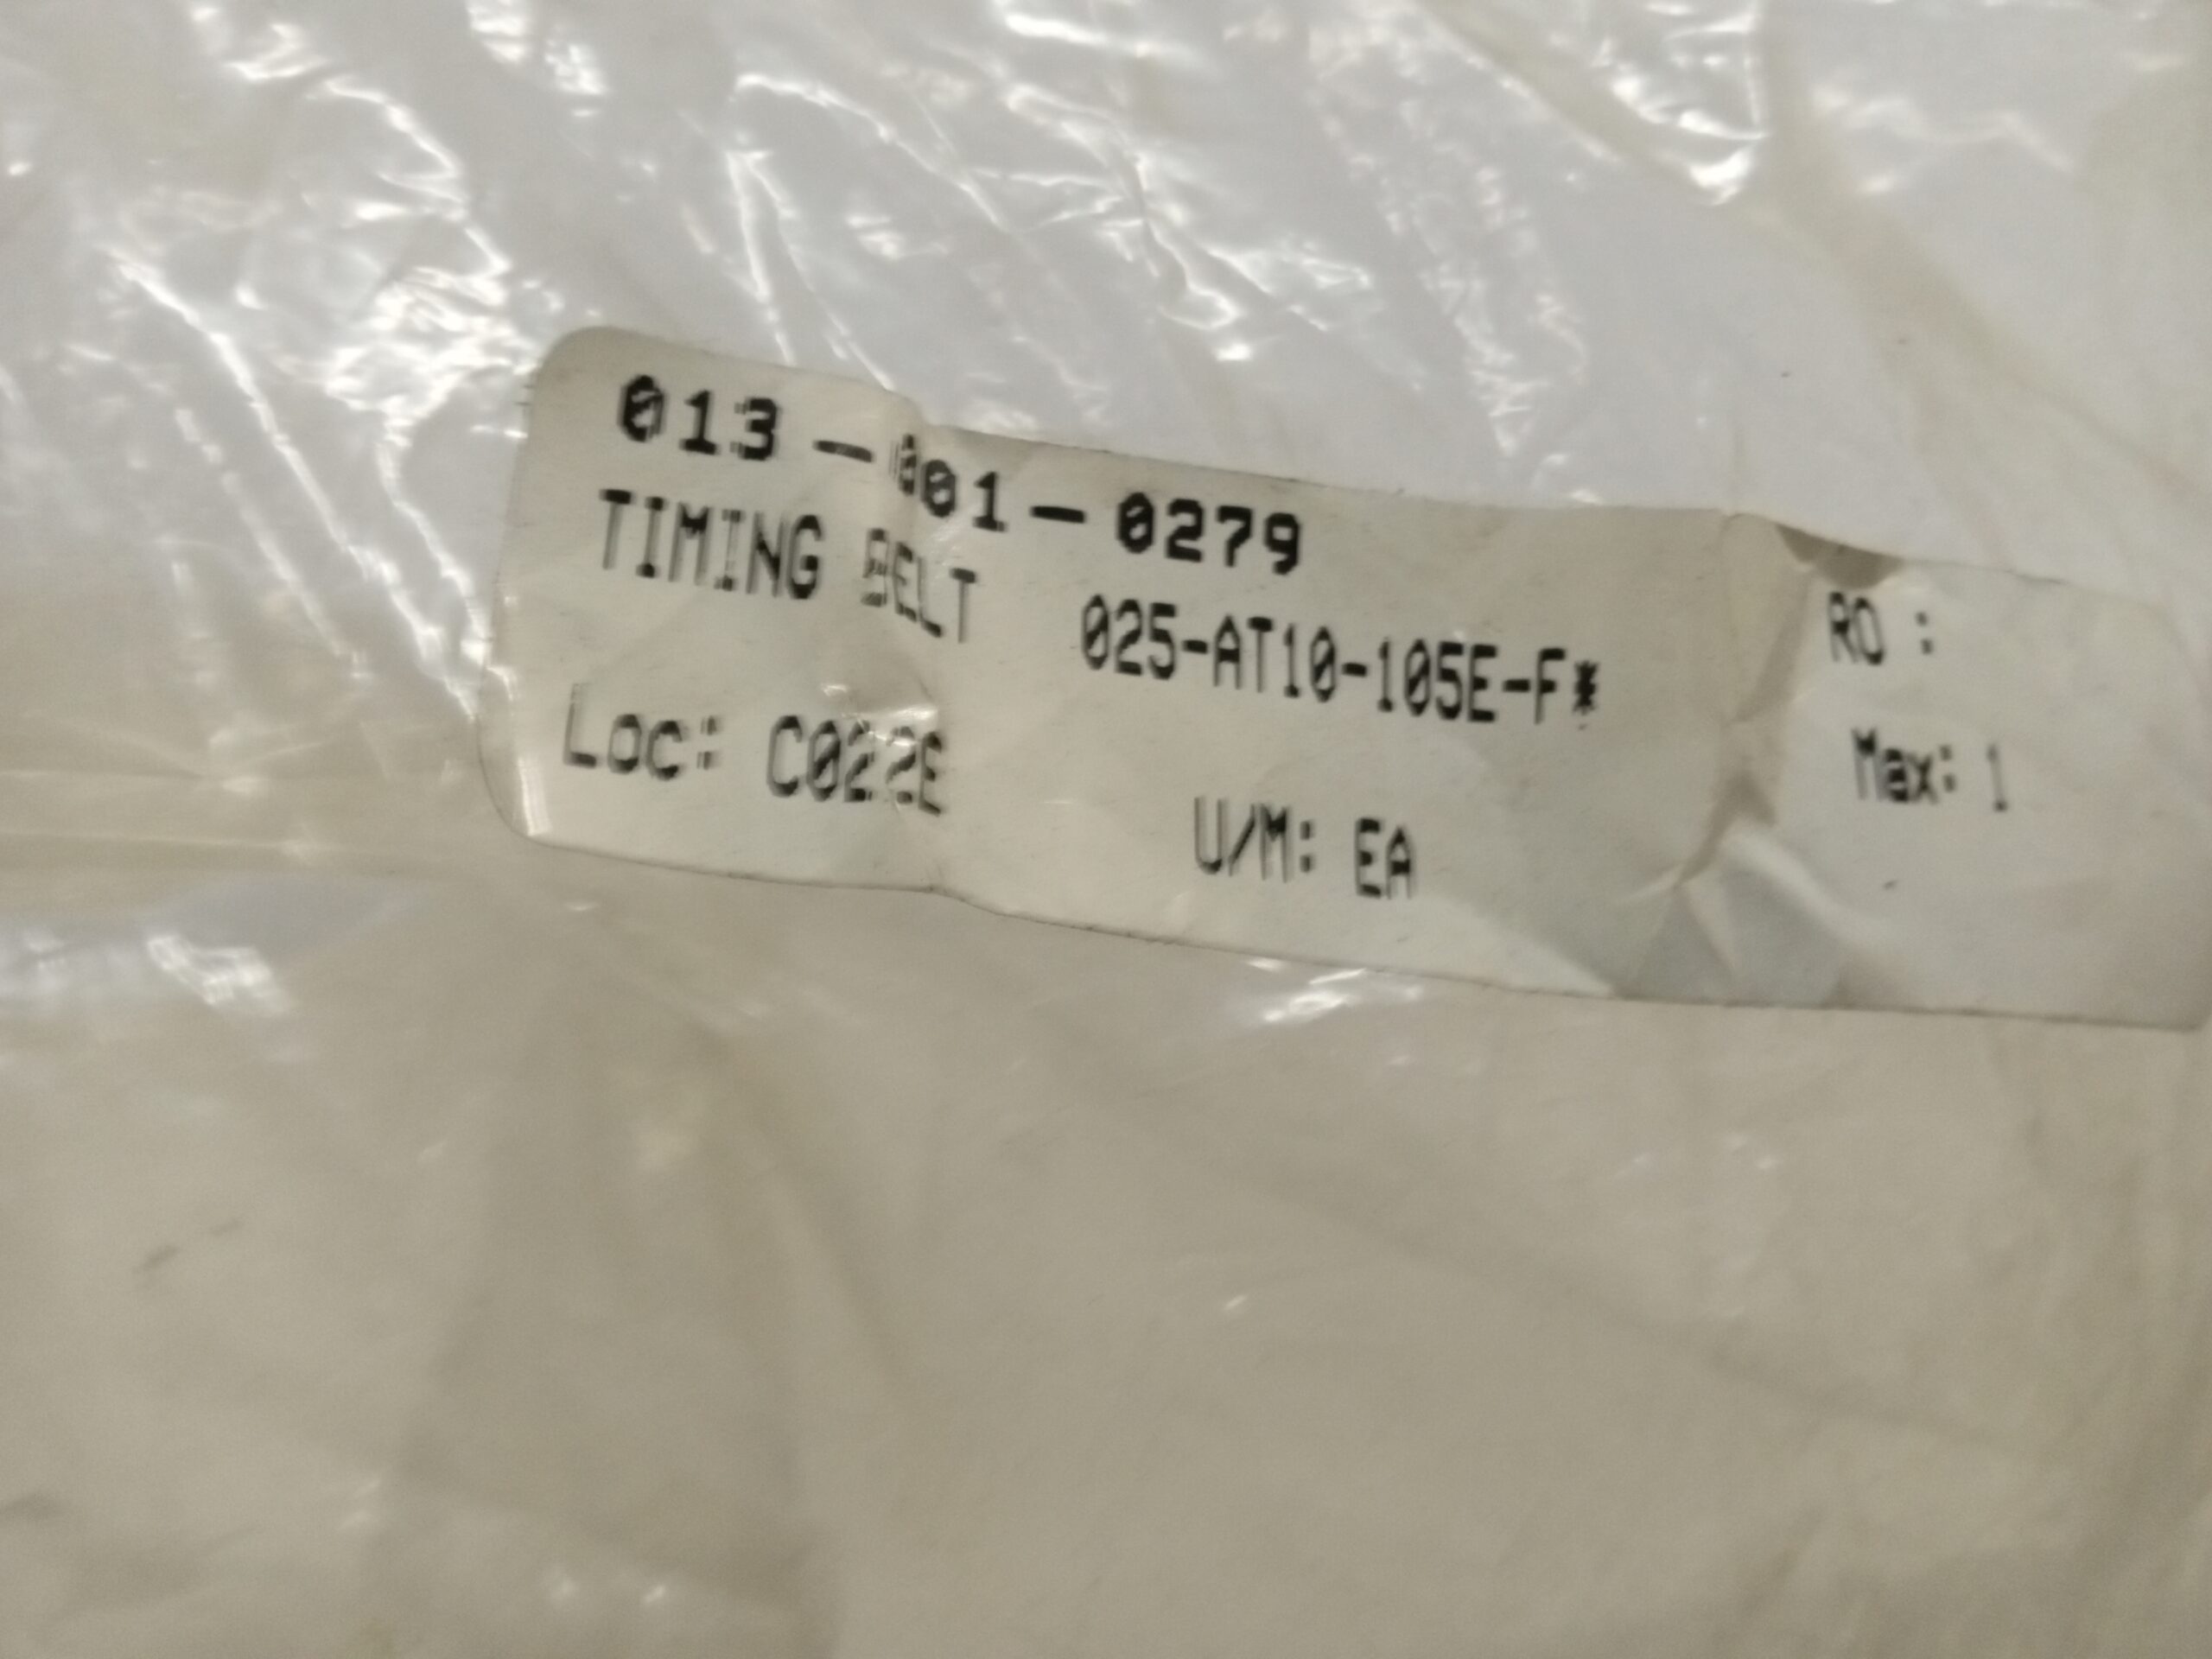 013-001-0279
TIMING BELT 025-AT10-105E-F* RO :
Loc: C022E U/M: EA Max: 1